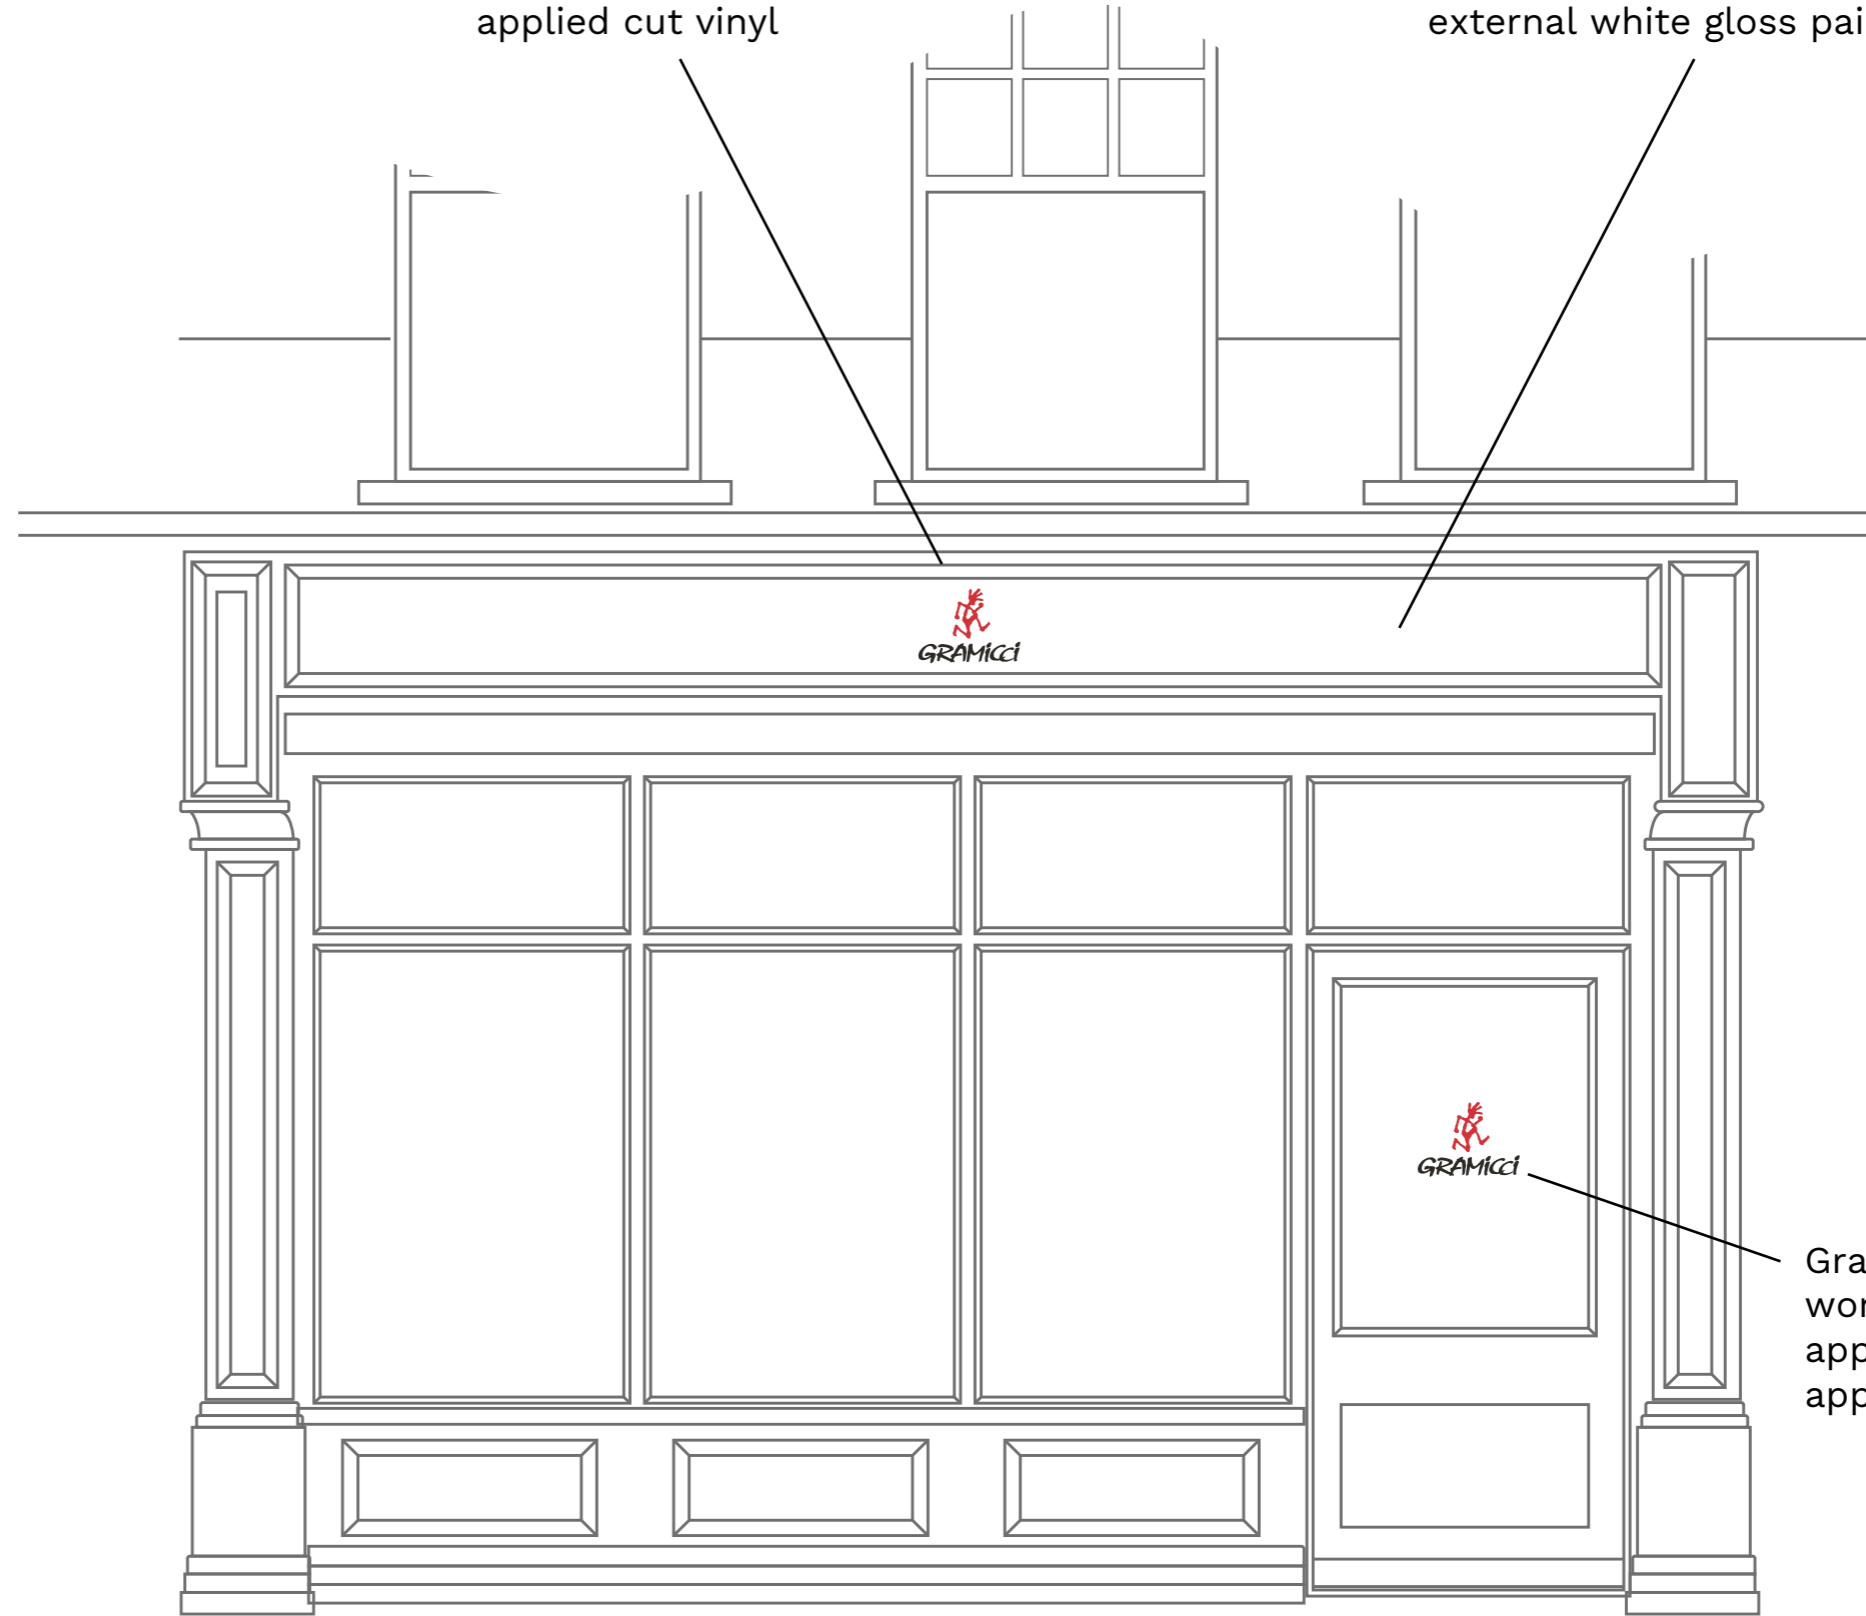 applied cut vinyl
external white gloss pai
GRAMiCCi
GRAMiCCi
Gra
wor
app
app